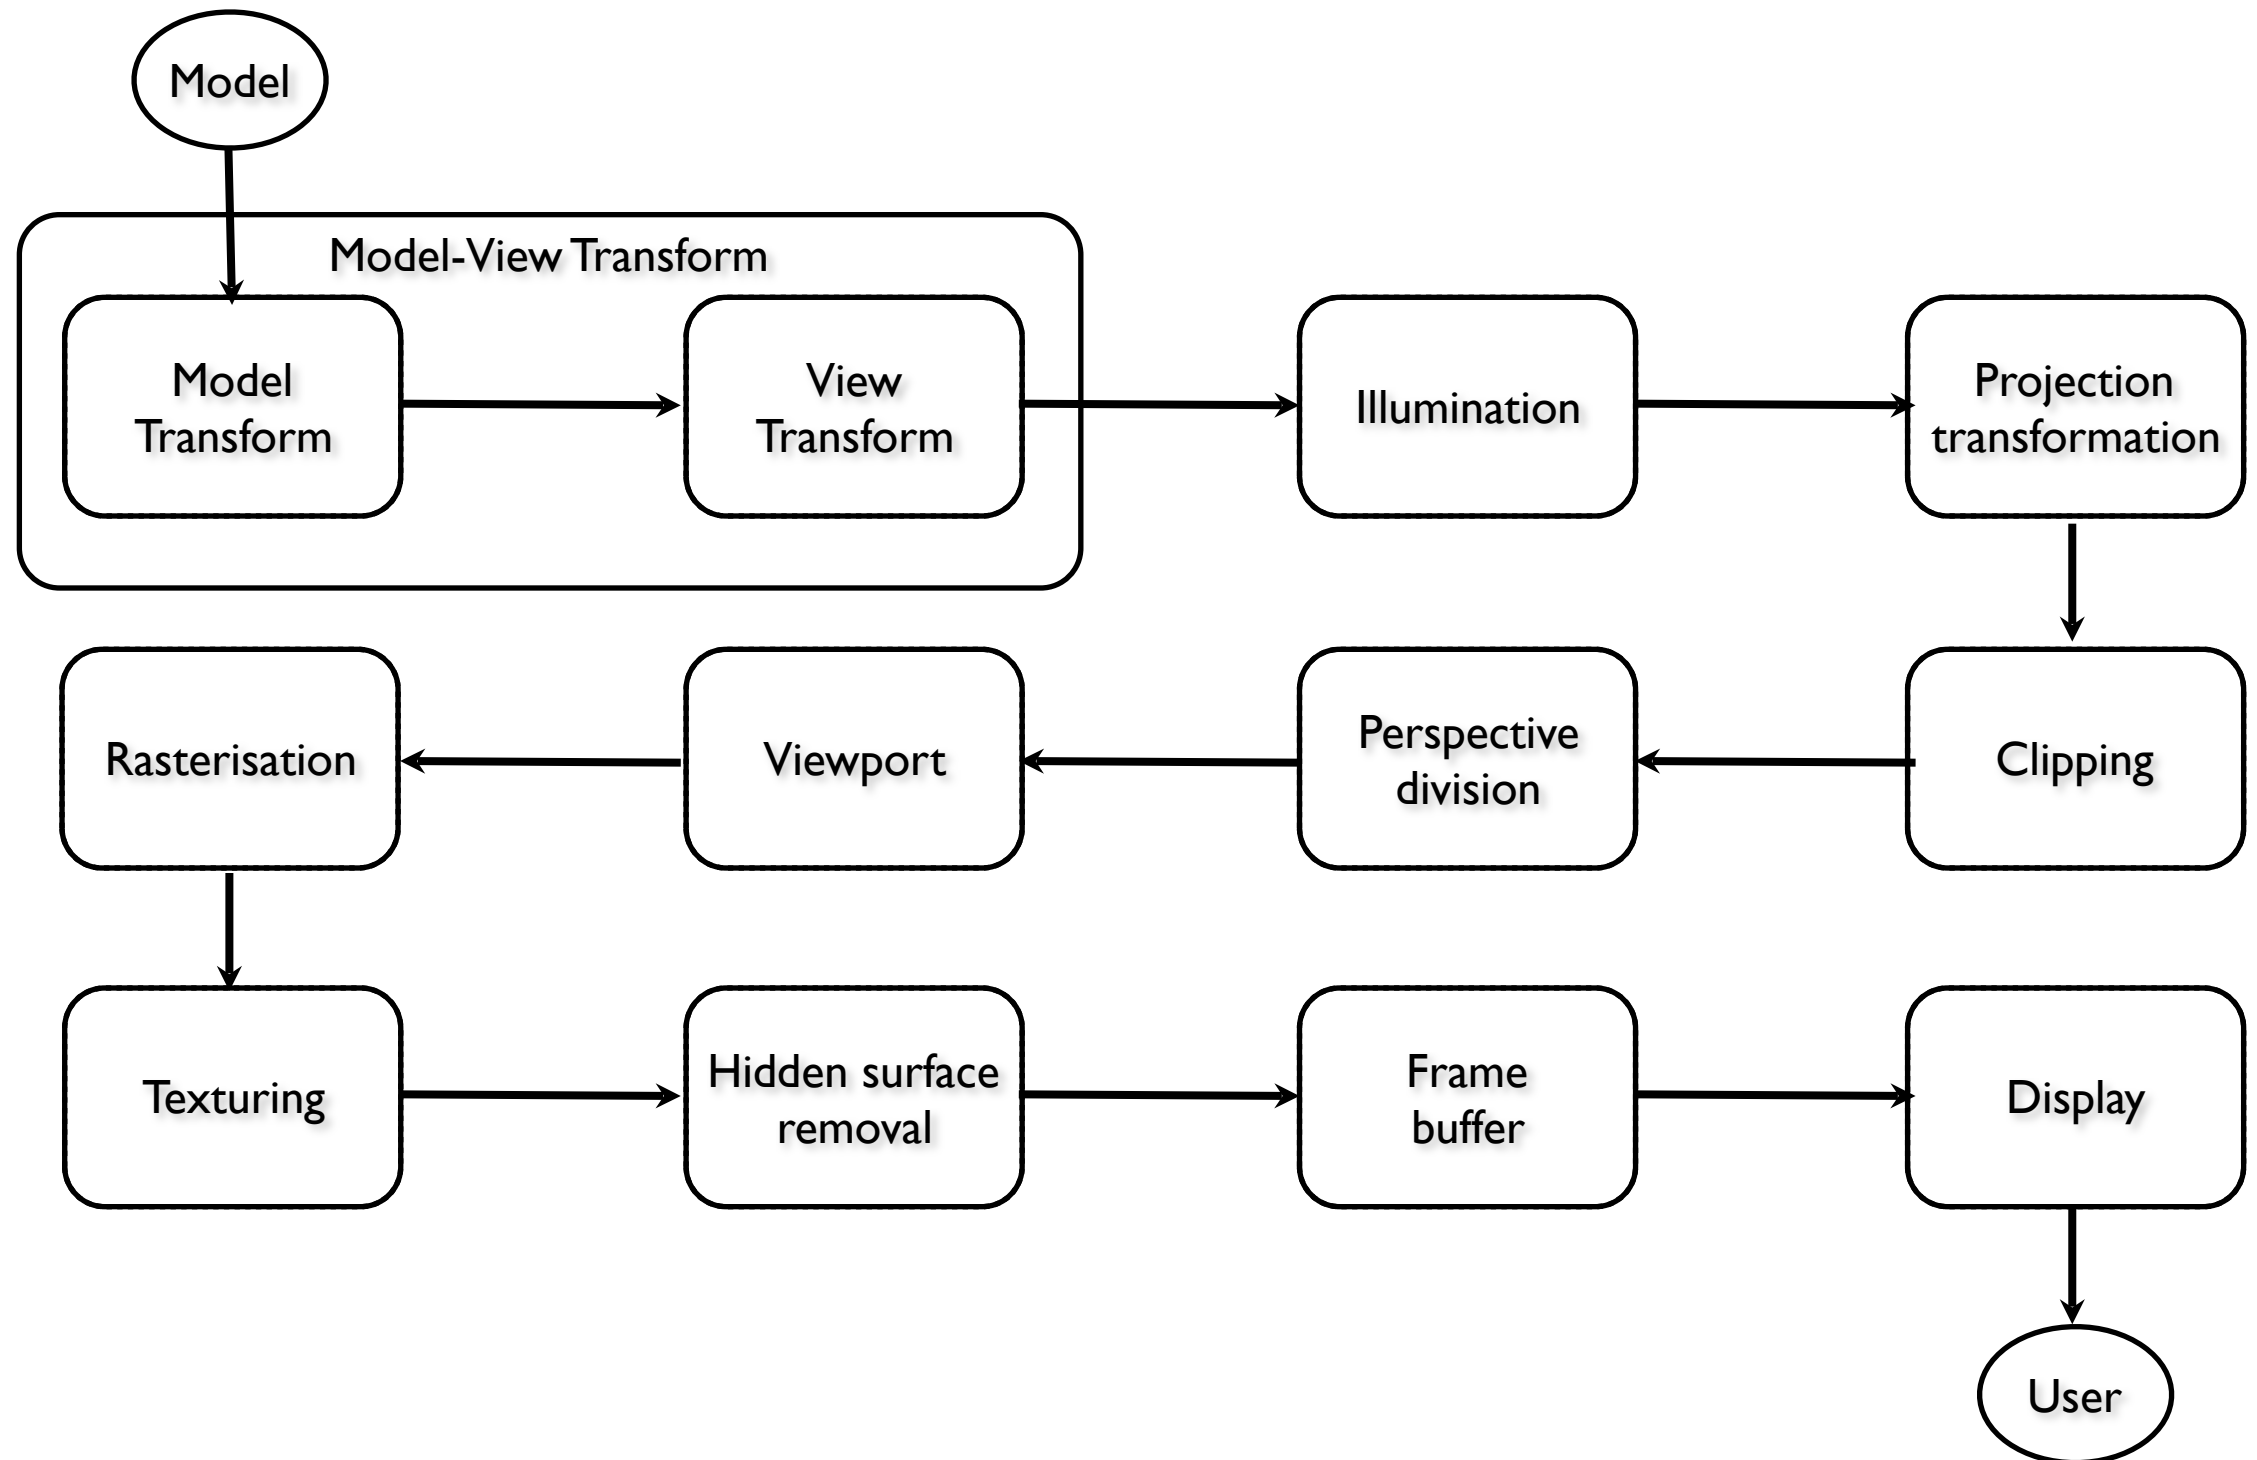 Model
Model-View Transform
Model
Transform
View
Transform
Illumination
Projection
transformation
Rasterisation
Viewport
Perspective
division
Clipping
Texturing
Hidden surface
removal
Frame
buffer
Display
User